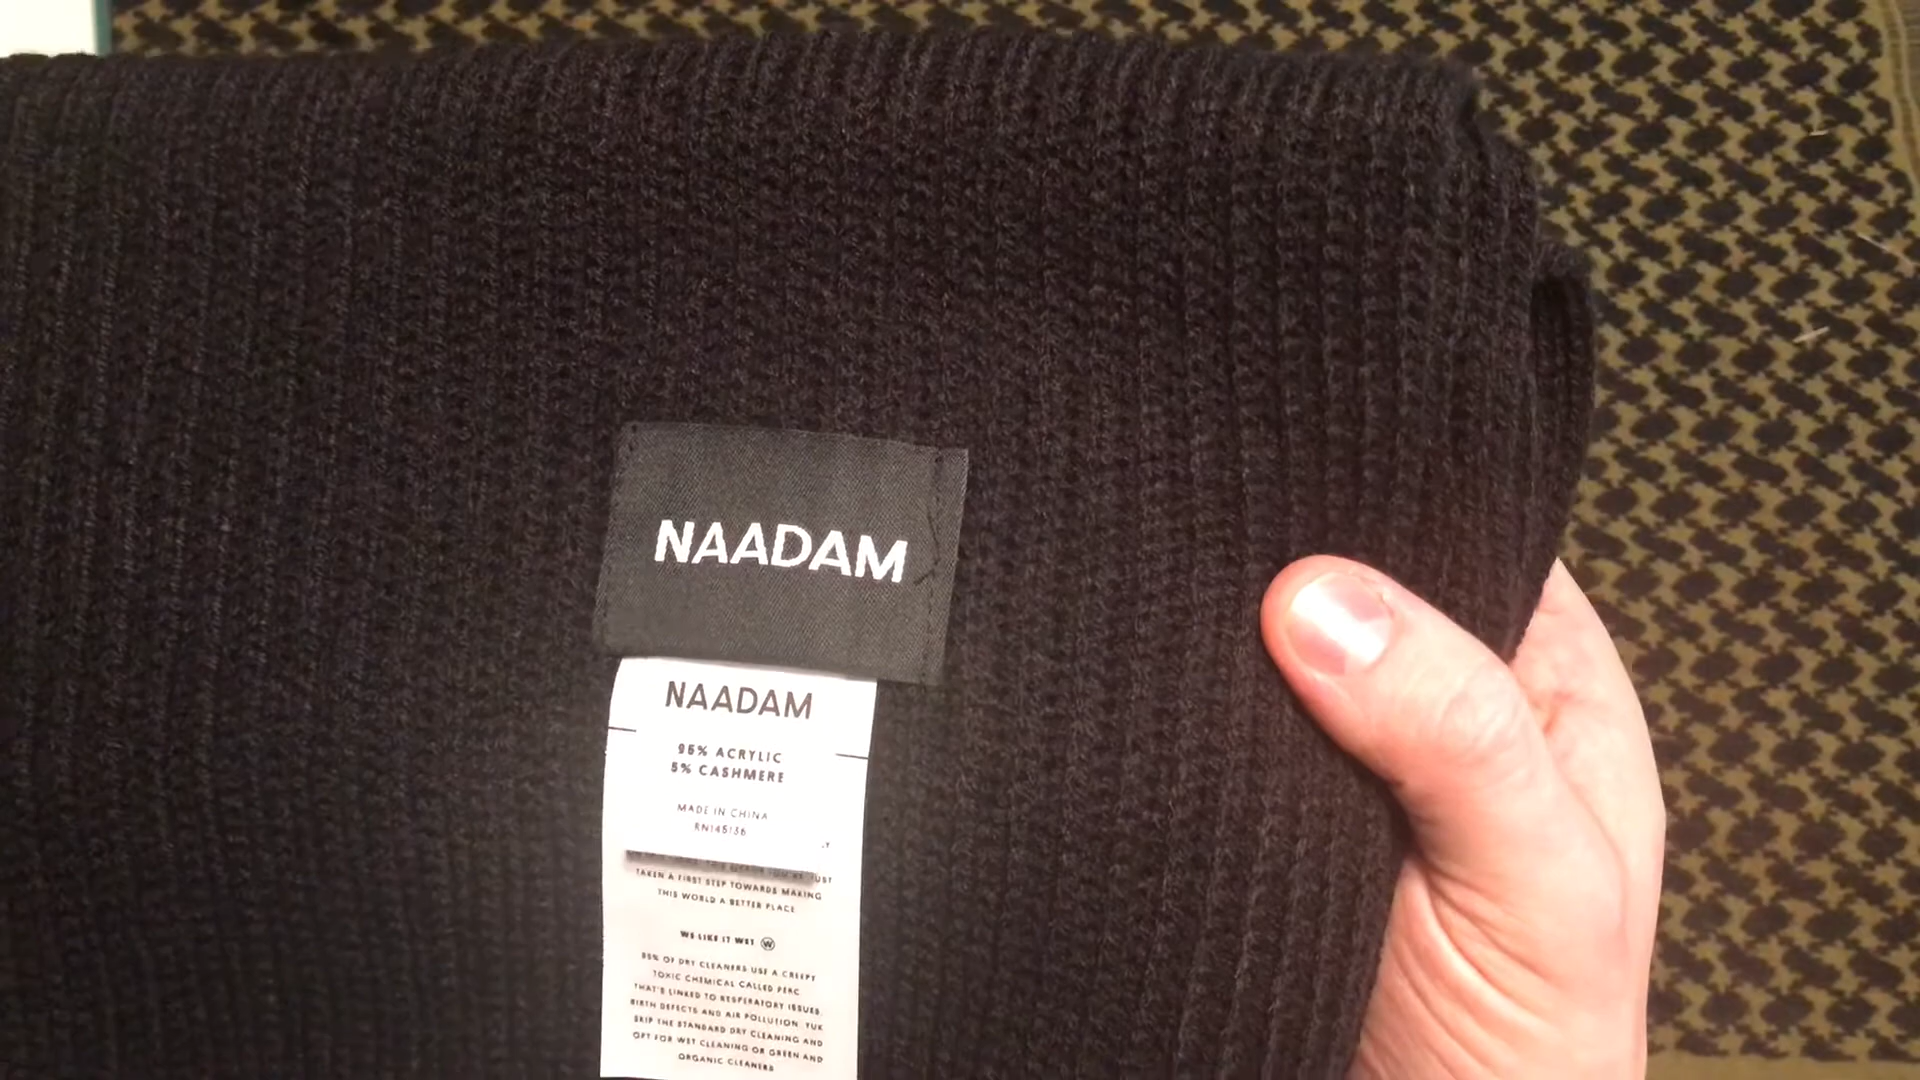 NAADAM
NAADAM
95% ACRYLIC
5% CASHMERE
MADE IN CHINA
RN145136
TAKEN A FIRST STEP TOWARDS MAKING
THIS WORLD A BETTER PLACE
WE LIKE IT WET W
85% OF DRY CLEANERS USE A CREEPY
TOXIC CHEMICAL CALLED PERC
THAT'S LINKED TO RESPIRATORY ISSUES,
BIRTH DEFECTS AND AIR POLLUTION. YUK
SKIP THE STANDARD DRY CLEANING AND
OPT FOR WET CLEANING OR GREEN AND
ORGANIC CLEANERS